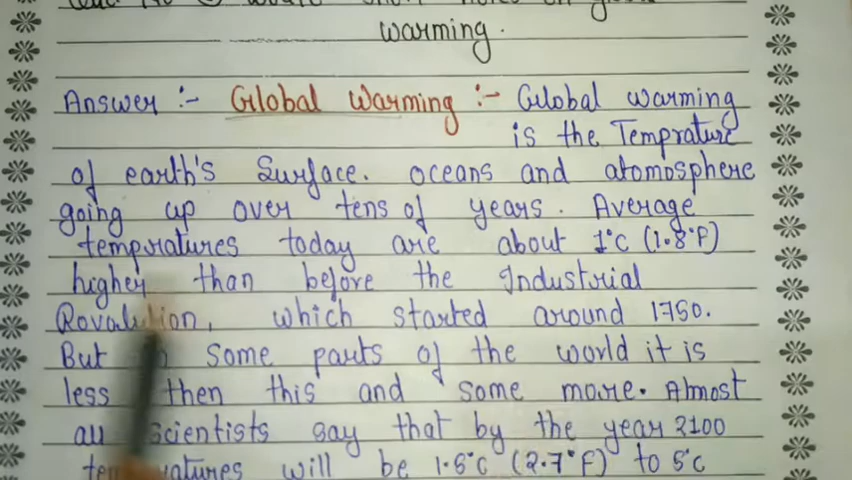 warming.
Answer :- Global Warming :- Global warming
is the Temprature
of earth's Surface. oceans and atomosphere
going up over tens of years. Average
temperatures today are about 1°C (1.8°F)
higher than before the Industrial
which started around 1750.
But some parts of the world it is
less then this and some more. Almost
all scientists say that by the year 2100
will be 1.5°C (2.7°F) to 5°C